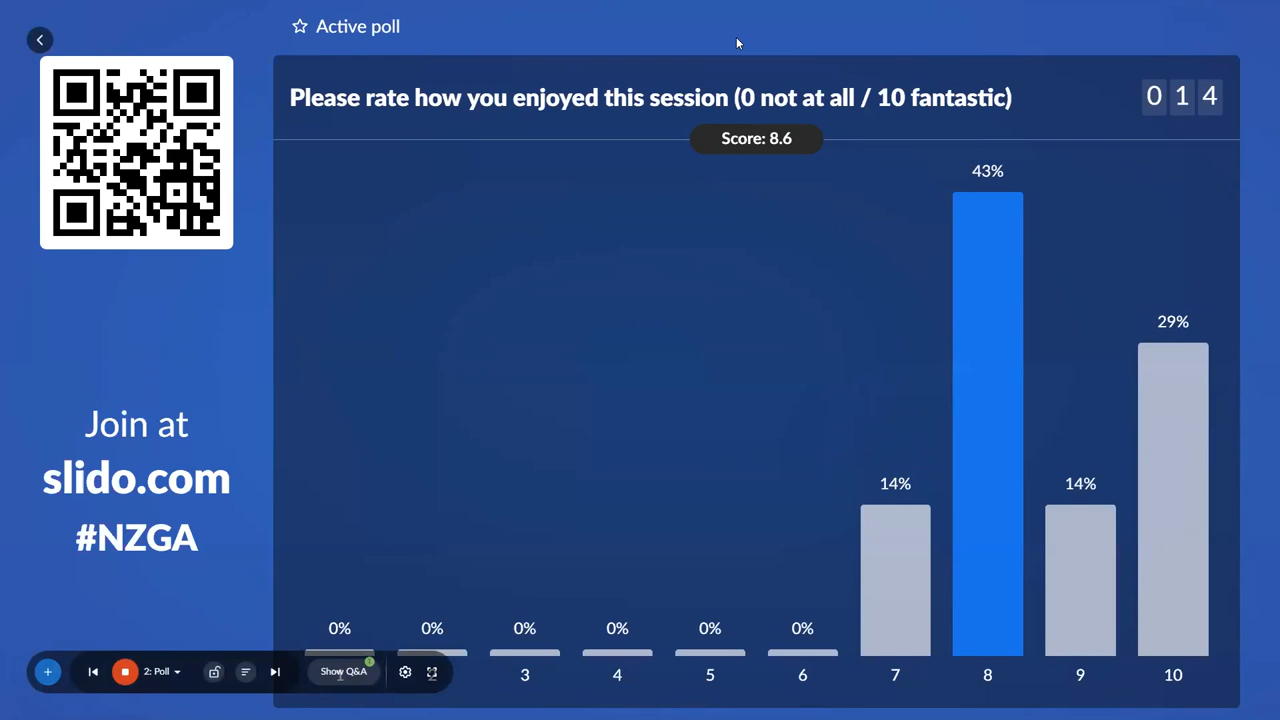 Active poll
Please rate how you enjoyed this session (0 not at all / 10 fantastic)
0 1 4
Score: 8.6
43%
29%
14%
14%
0%
0%
0%
0%
0%
0%
3
4
5
6
7
8
9
10
Join at
slido.com
#NZGA
2: Poll
Show Q&A